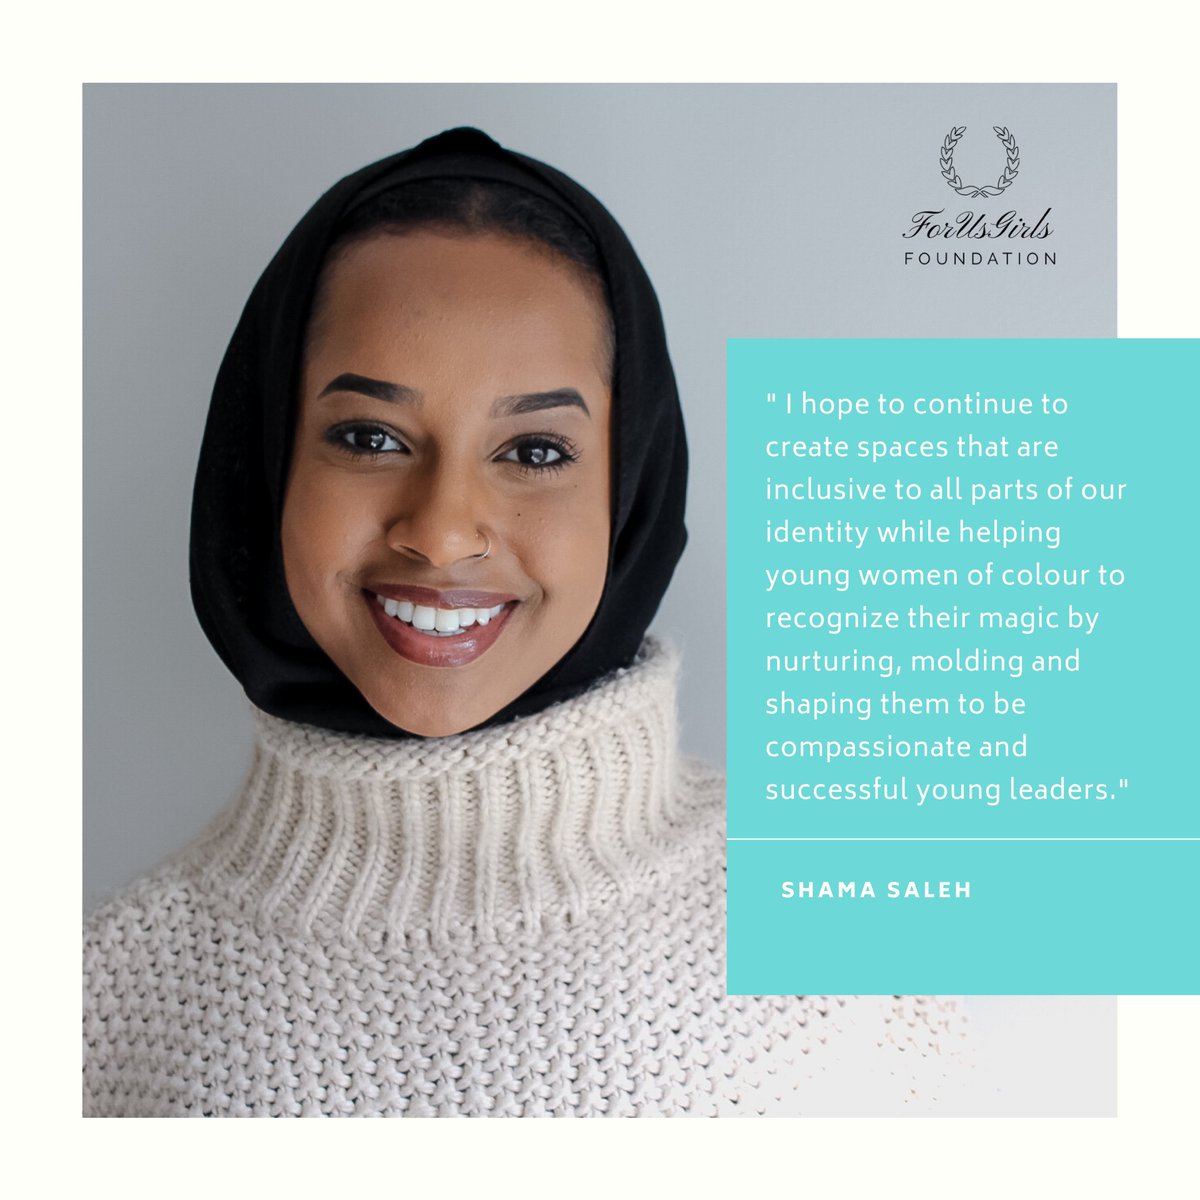 ForUsGirls
FOUNDATION
" I hope to continue to
create spaces that are
inclusive to all parts of our
identity while helping
young women of colour to
recognize their magic by
nurturing, molding and
shaping them to be
compassionate and
successful young leaders."
SHAMA SALEH